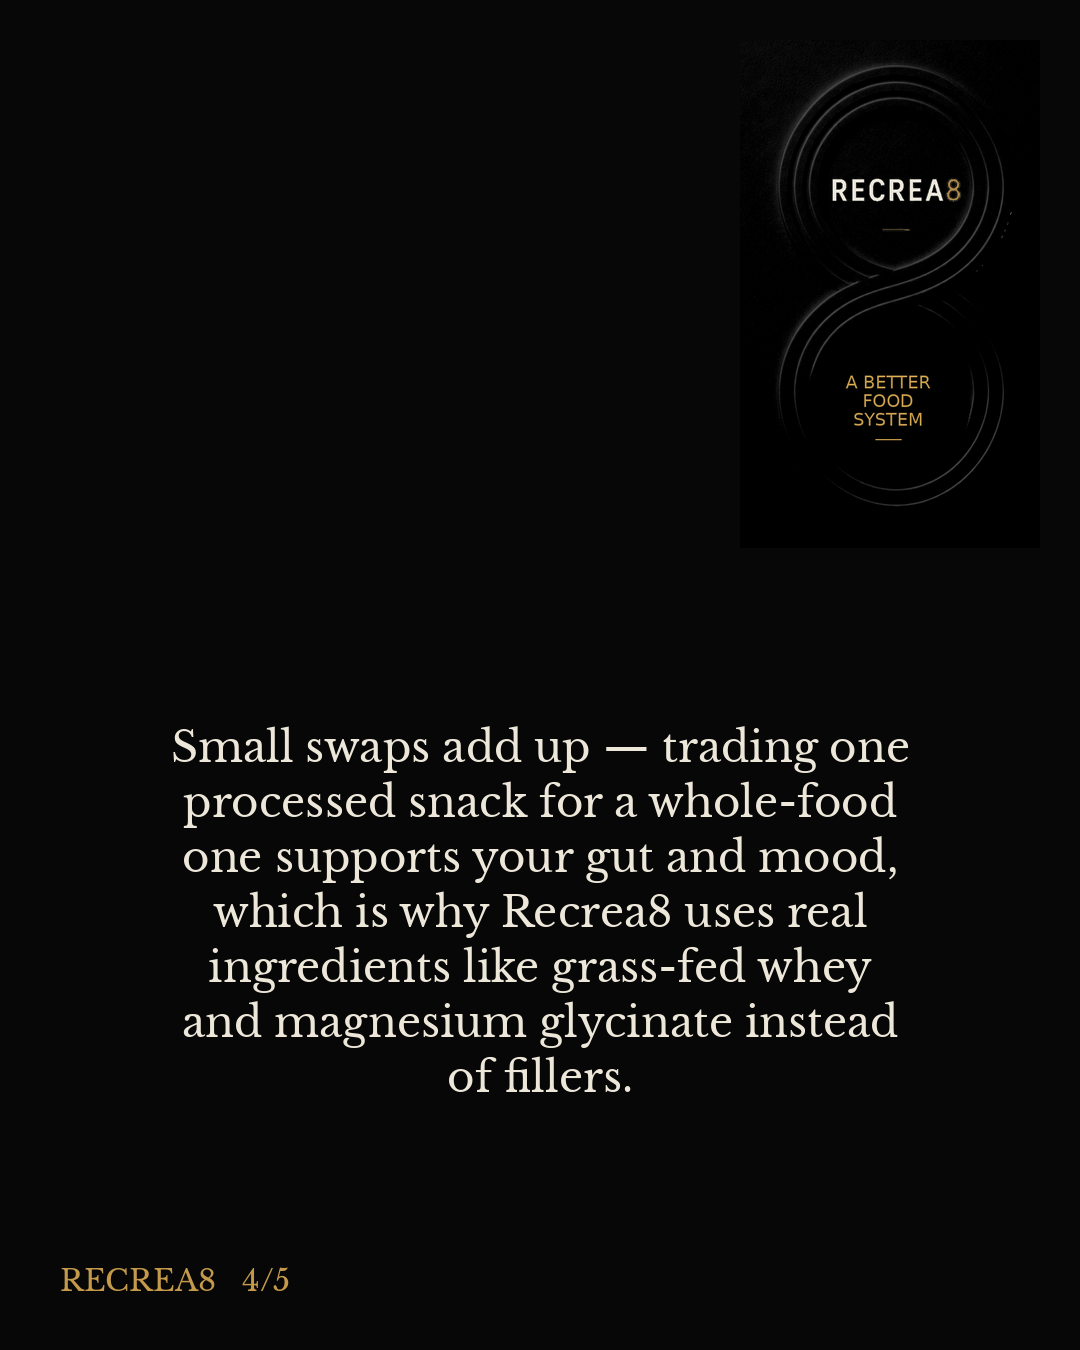 RECREA8
A BETTER
FOOD
SYSTEM
Small swaps add up — trading one
processed snack for a whole-food
one supports your gut and mood,
which is why Recrea8 uses real
ingredients like grass-fed whey
and magnesium glycinate instead
of fillers.
RECREA8 4/5